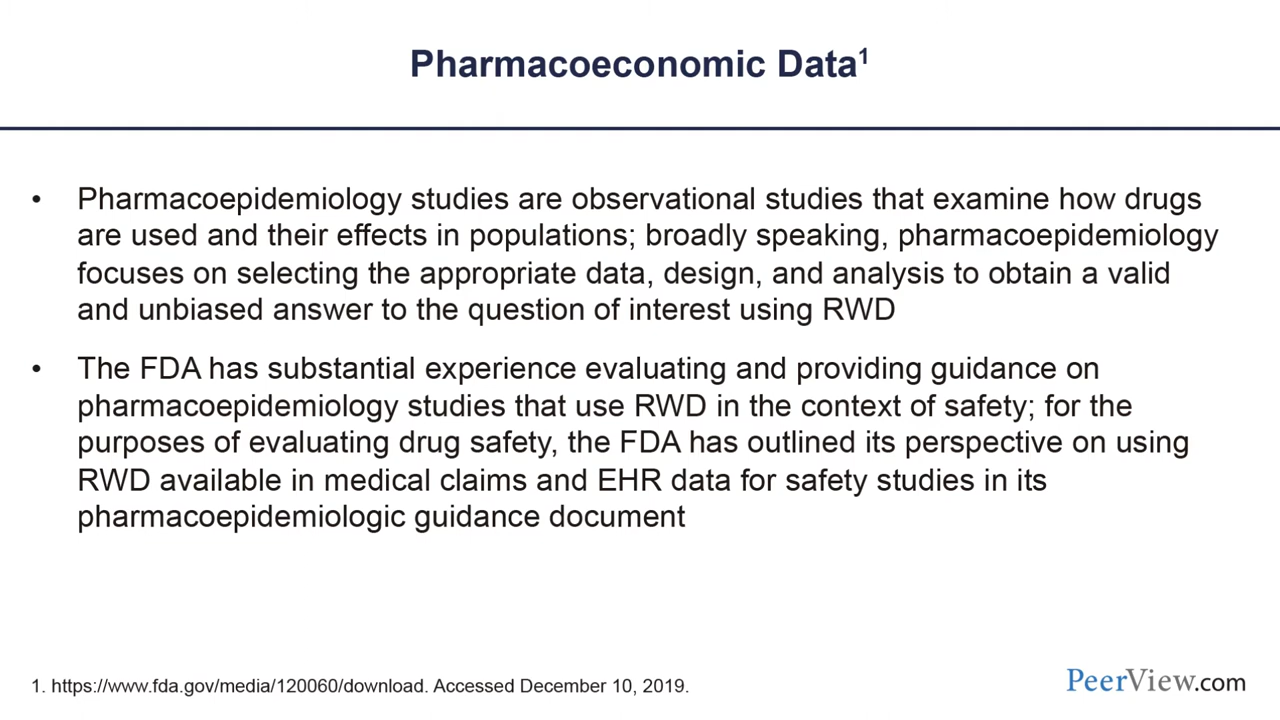 Pharmacoeconomic Data1
• Pharmacoepidemiology studies are observational studies that examine how drugs
are used and their effects in populations; broadly speaking, pharmacoepidemiology
focuses on selecting the appropriate data, design, and analysis to obtain a valid
and unbiased answer to the question of interest using RWD
• The FDA has substantial experience evaluating and providing guidance on
pharmacoepidemiology studies that use RWD in the context of safety; for the
purposes of evaluating drug safety, the FDA has outlined its perspective on using
RWD available in medical claims and EHR data for safety studies in its
pharmacoepidemiologic guidance document
1. https://www.fda.gov/media/120060/download. Accessed December 10, 2019.
PeerView.com